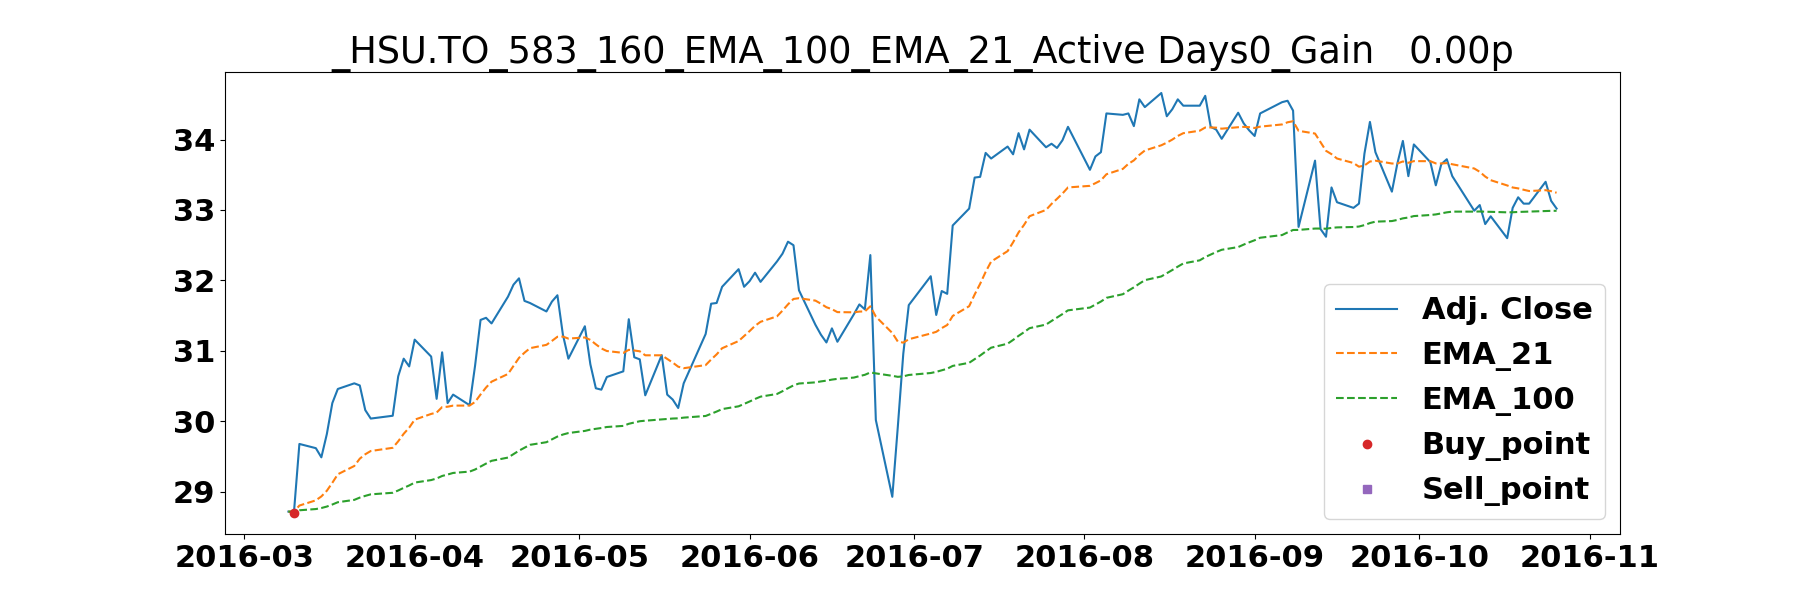 _HSU.TO_583_160_EMA_100_EMA_21_Active Days0_Gain   0.00p
34
33
32
31
30
29
Adj. Close
EMA_21
EMA_100
Buy_point
Sell_point
2016-03 2016-04 2016-05 2016-06 2016-07 2016-08 2016-09 2016-10 2016-11